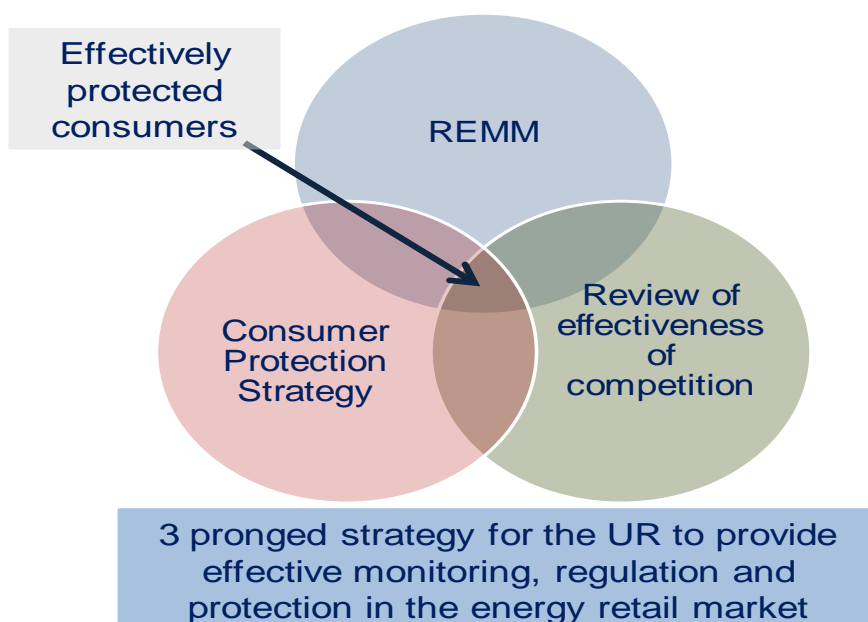 Effectively
protected
consumers
REMM
Consumer
Protection
Strategy
Review of
effectiveness
of
competition
3 pronged strategy for the UR to provide
effective monitoring, regulation and
protection in the energy retail market